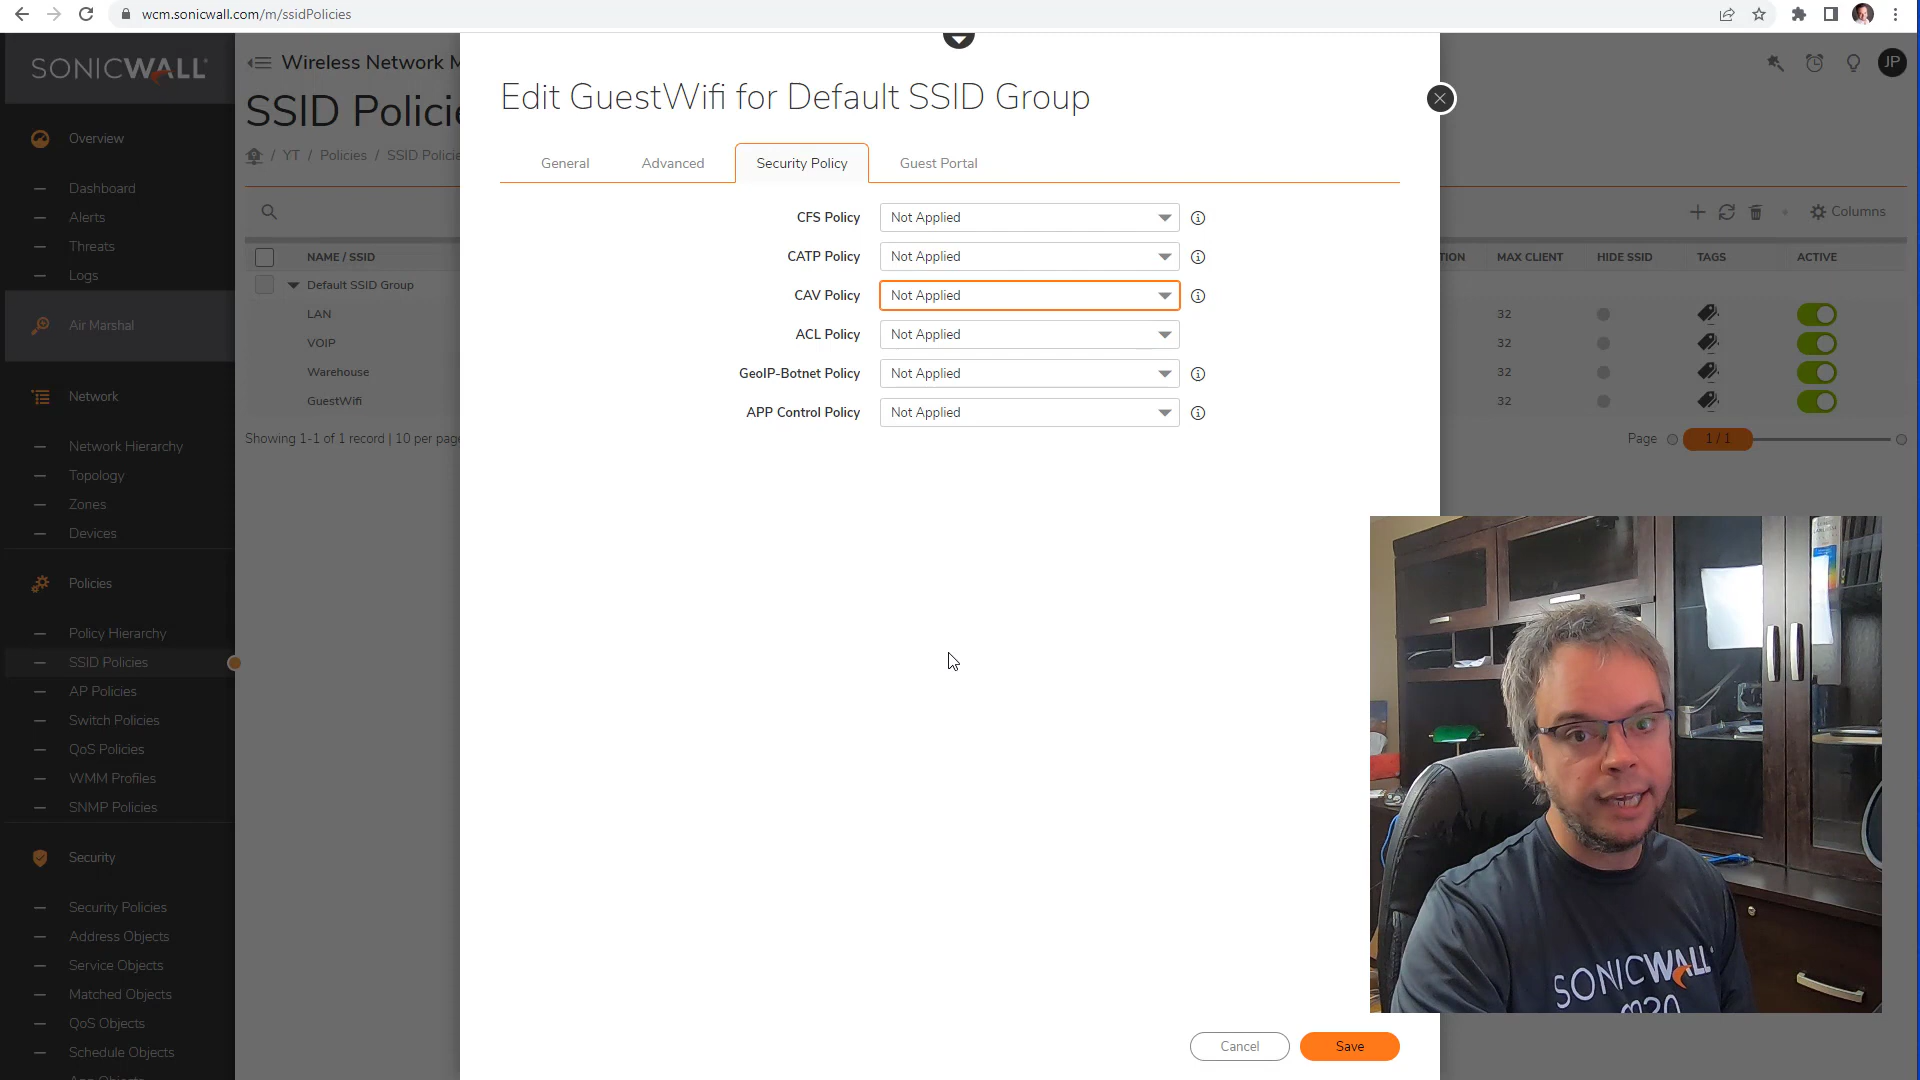 wcm.sonicwall.com/m/ssidPolicies
SONICWALL
Wireless Network M
JP
SSID Policie
/ YT / Policies / SSID Policie
Overview
Dashboard
Alerts
Threats
Logs
Air Marshal
Network
Network Hierarchy
Topology
Zones
Devices
Policies
Policy Hierarchy
SSID Policies
AP Policies
Switch Policies
QoS Policies
WMM Profiles
SNMP Policies
Security
Security Policies
Address Objects
Service Objects
Matched Objects
QoS Objects
Schedule Objects
NAME / SSID
Default SSID Group
LAN
VOIP
Warehouse
GuestWifi
Showing 1-1 of 1 record | 10 per page
Edit GuestWifi for Default SSID Group
General Advanced Security Policy Guest Portal
CFS Policy Not Applied
CATP Policy Not Applied
CAV Policy Not Applied
ACL Policy Not Applied
GeoIP-Botnet Policy Not Applied
APP Control Policy Not Applied
Cancel Save
Columns
TION MAX CLIENT HIDE SSID TAGS ACTIVE
32
32
32
32
Page 1 / 1
SONICWALL